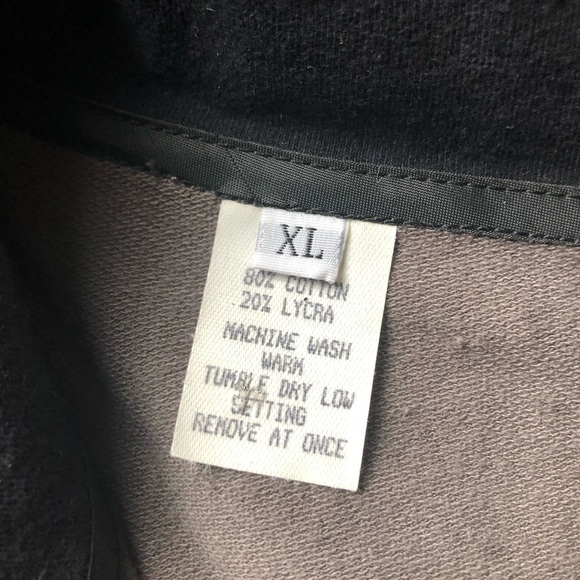 XL
80% COTTON
20% LYCRA
MACHINE WASH
WARM
TUMBLE DRY LOW
SETTING
REMOVE AT ONCE